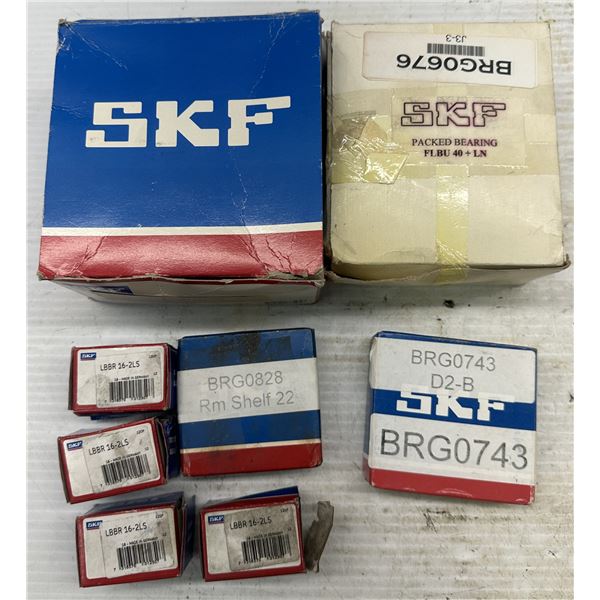 SKF
BRG0676
J3-3
SKF
PACKED BEARING
FLBU 40 + LN
SKF
LBBR 16-2LS
SKF
LBBR 16-2LS
SKF
LBBR 16-2LS
SKF
LBBR 16-2LS
BRG0828
Rm Shelf 22
BRG0743
D2-B
SKF
BRG0743